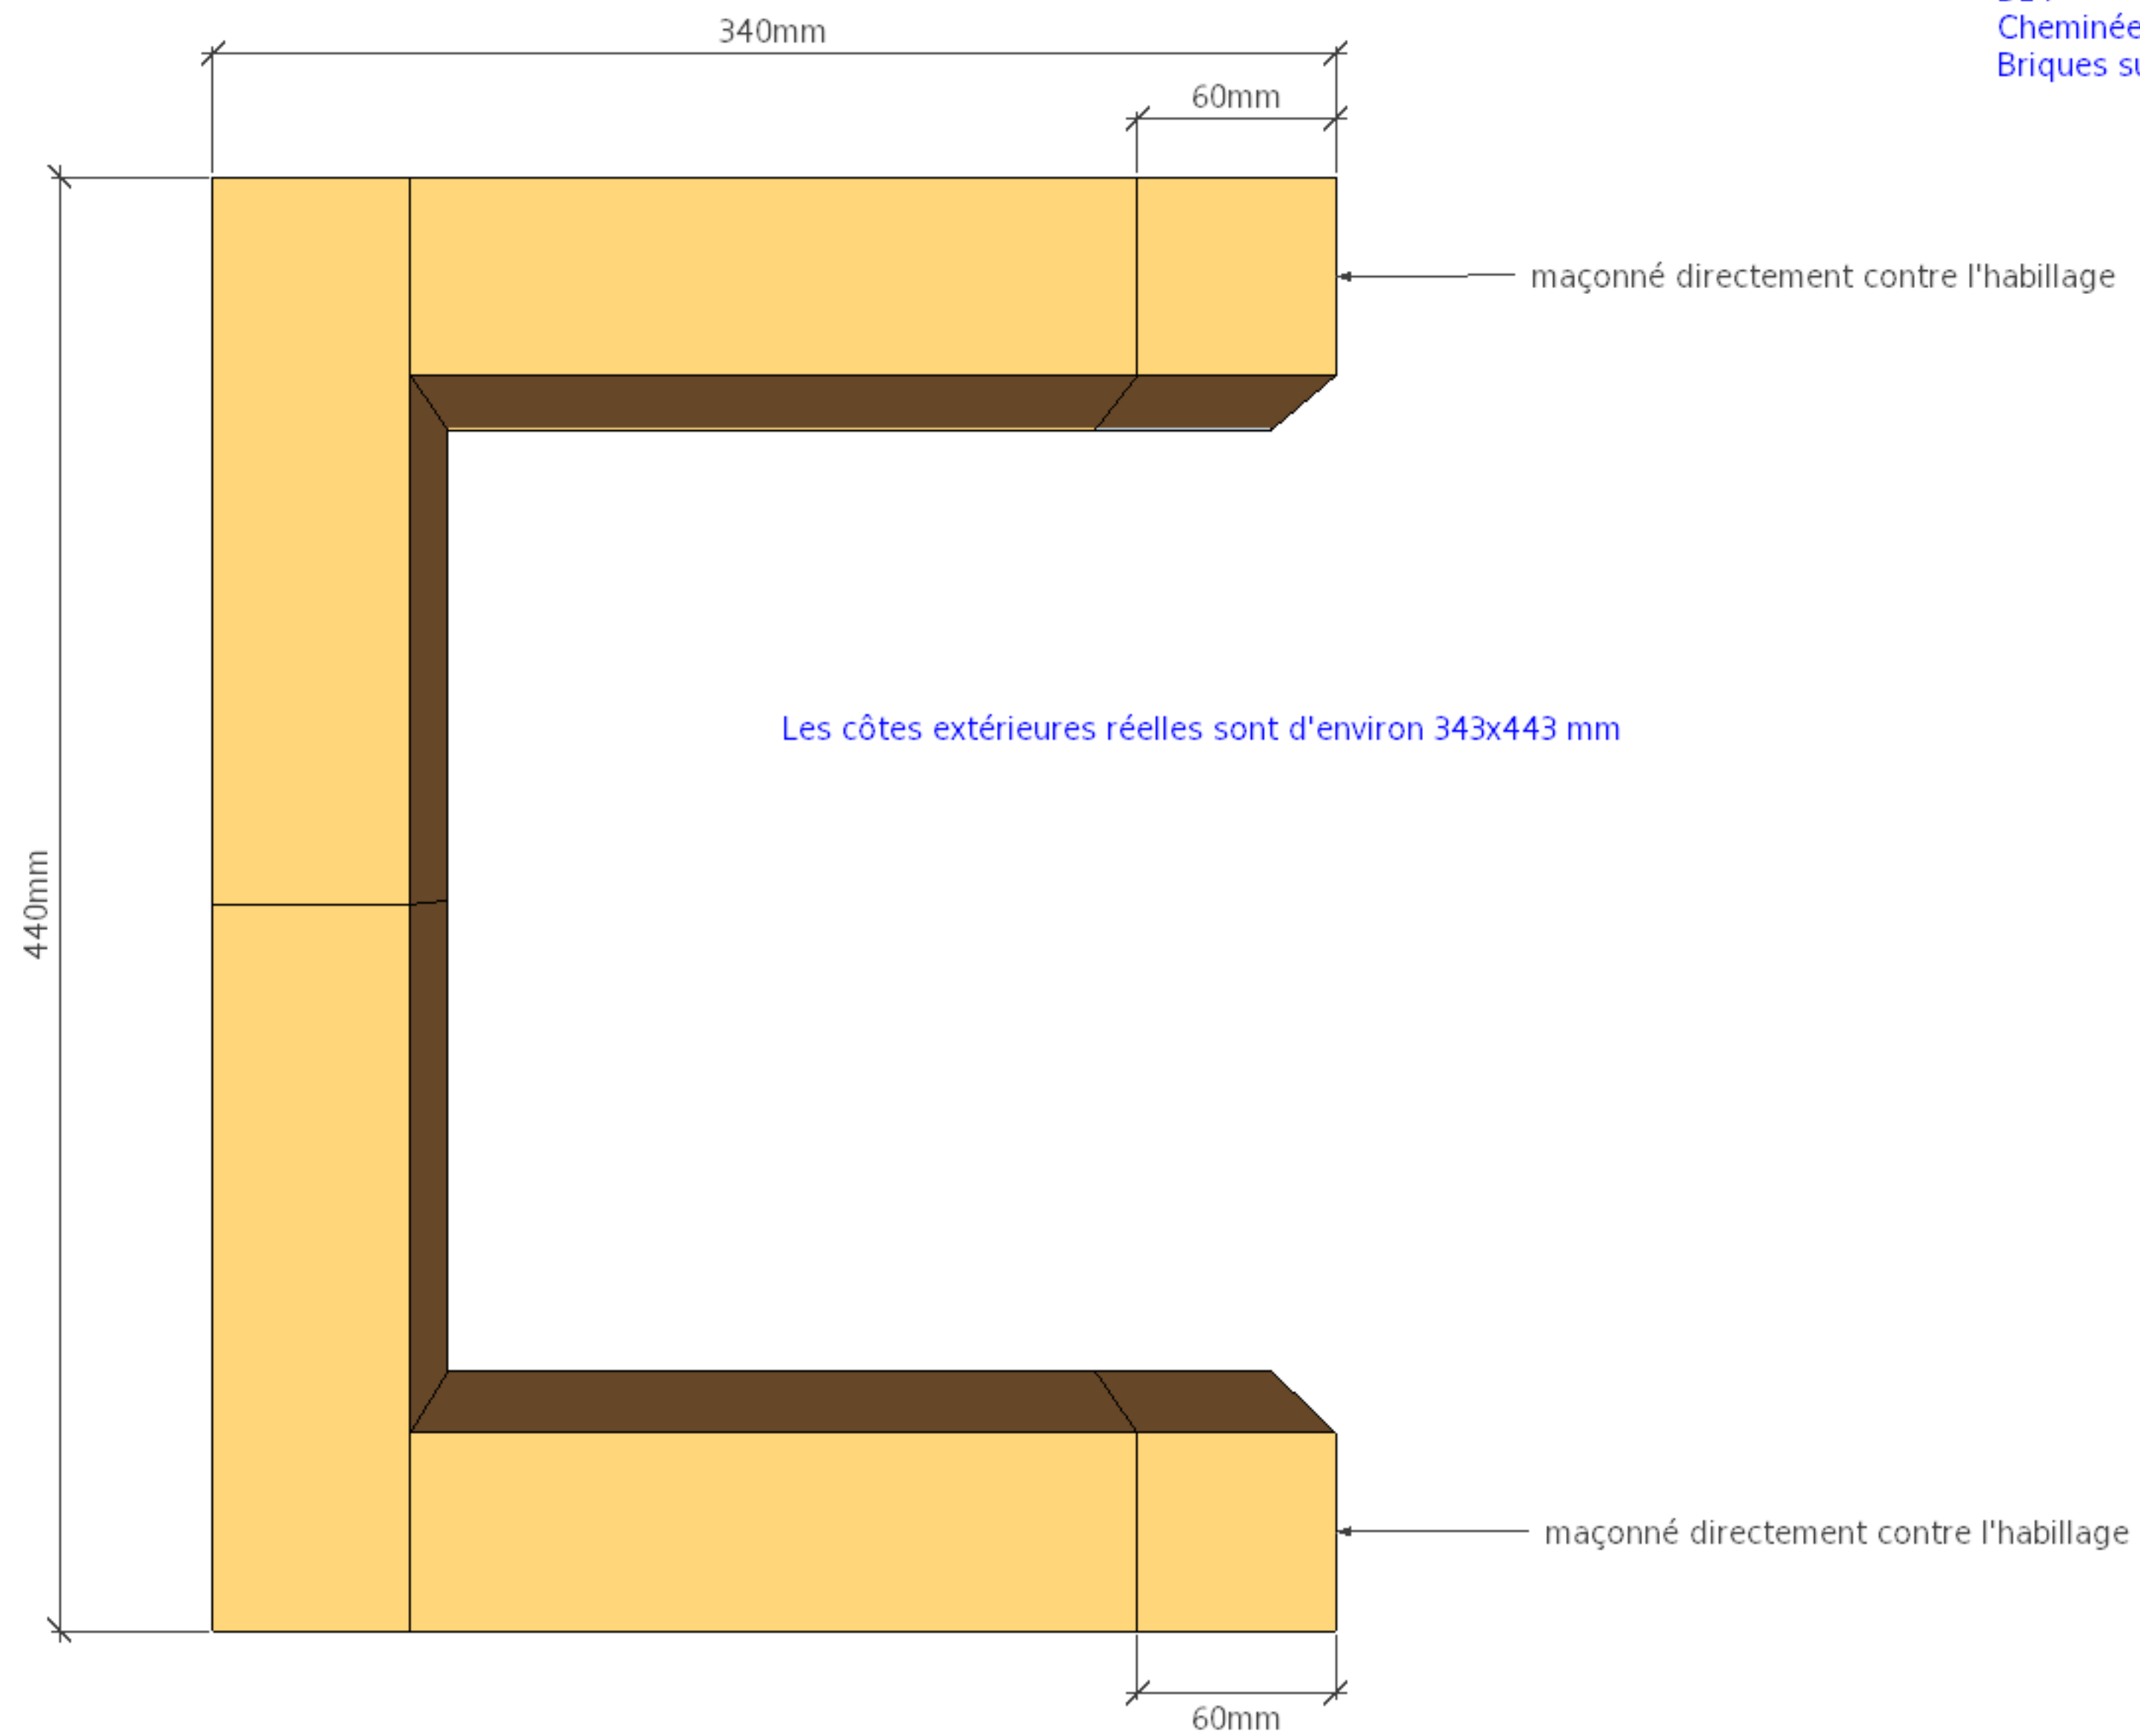 340mm
Cheminée
Briques
60mm
maçonné directement contre l'habillage
Les côtes extérieures réelles sont d'environ 343x443 mm
440mm
maçonné directement contre l'habillage
60mm